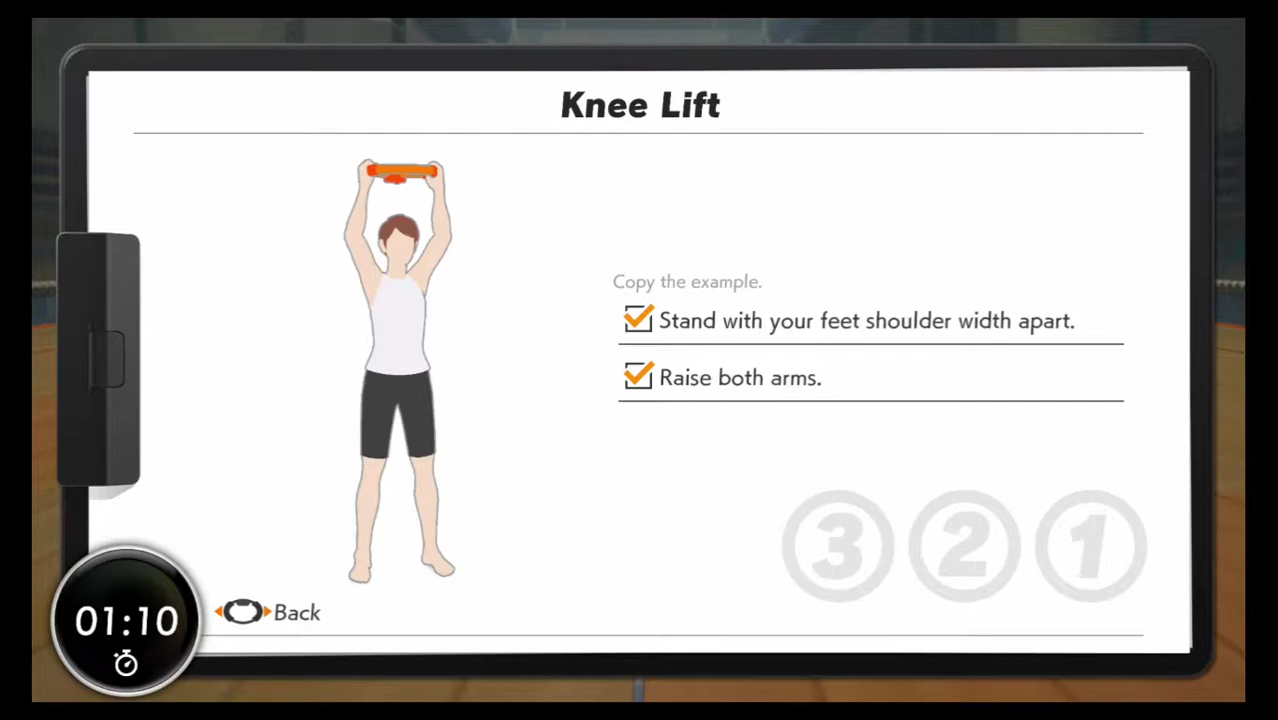 Knee Lift
Copy the example.
Stand with your feet shoulder width apart.
Raise both arms.
3 2 1
01:10
Back